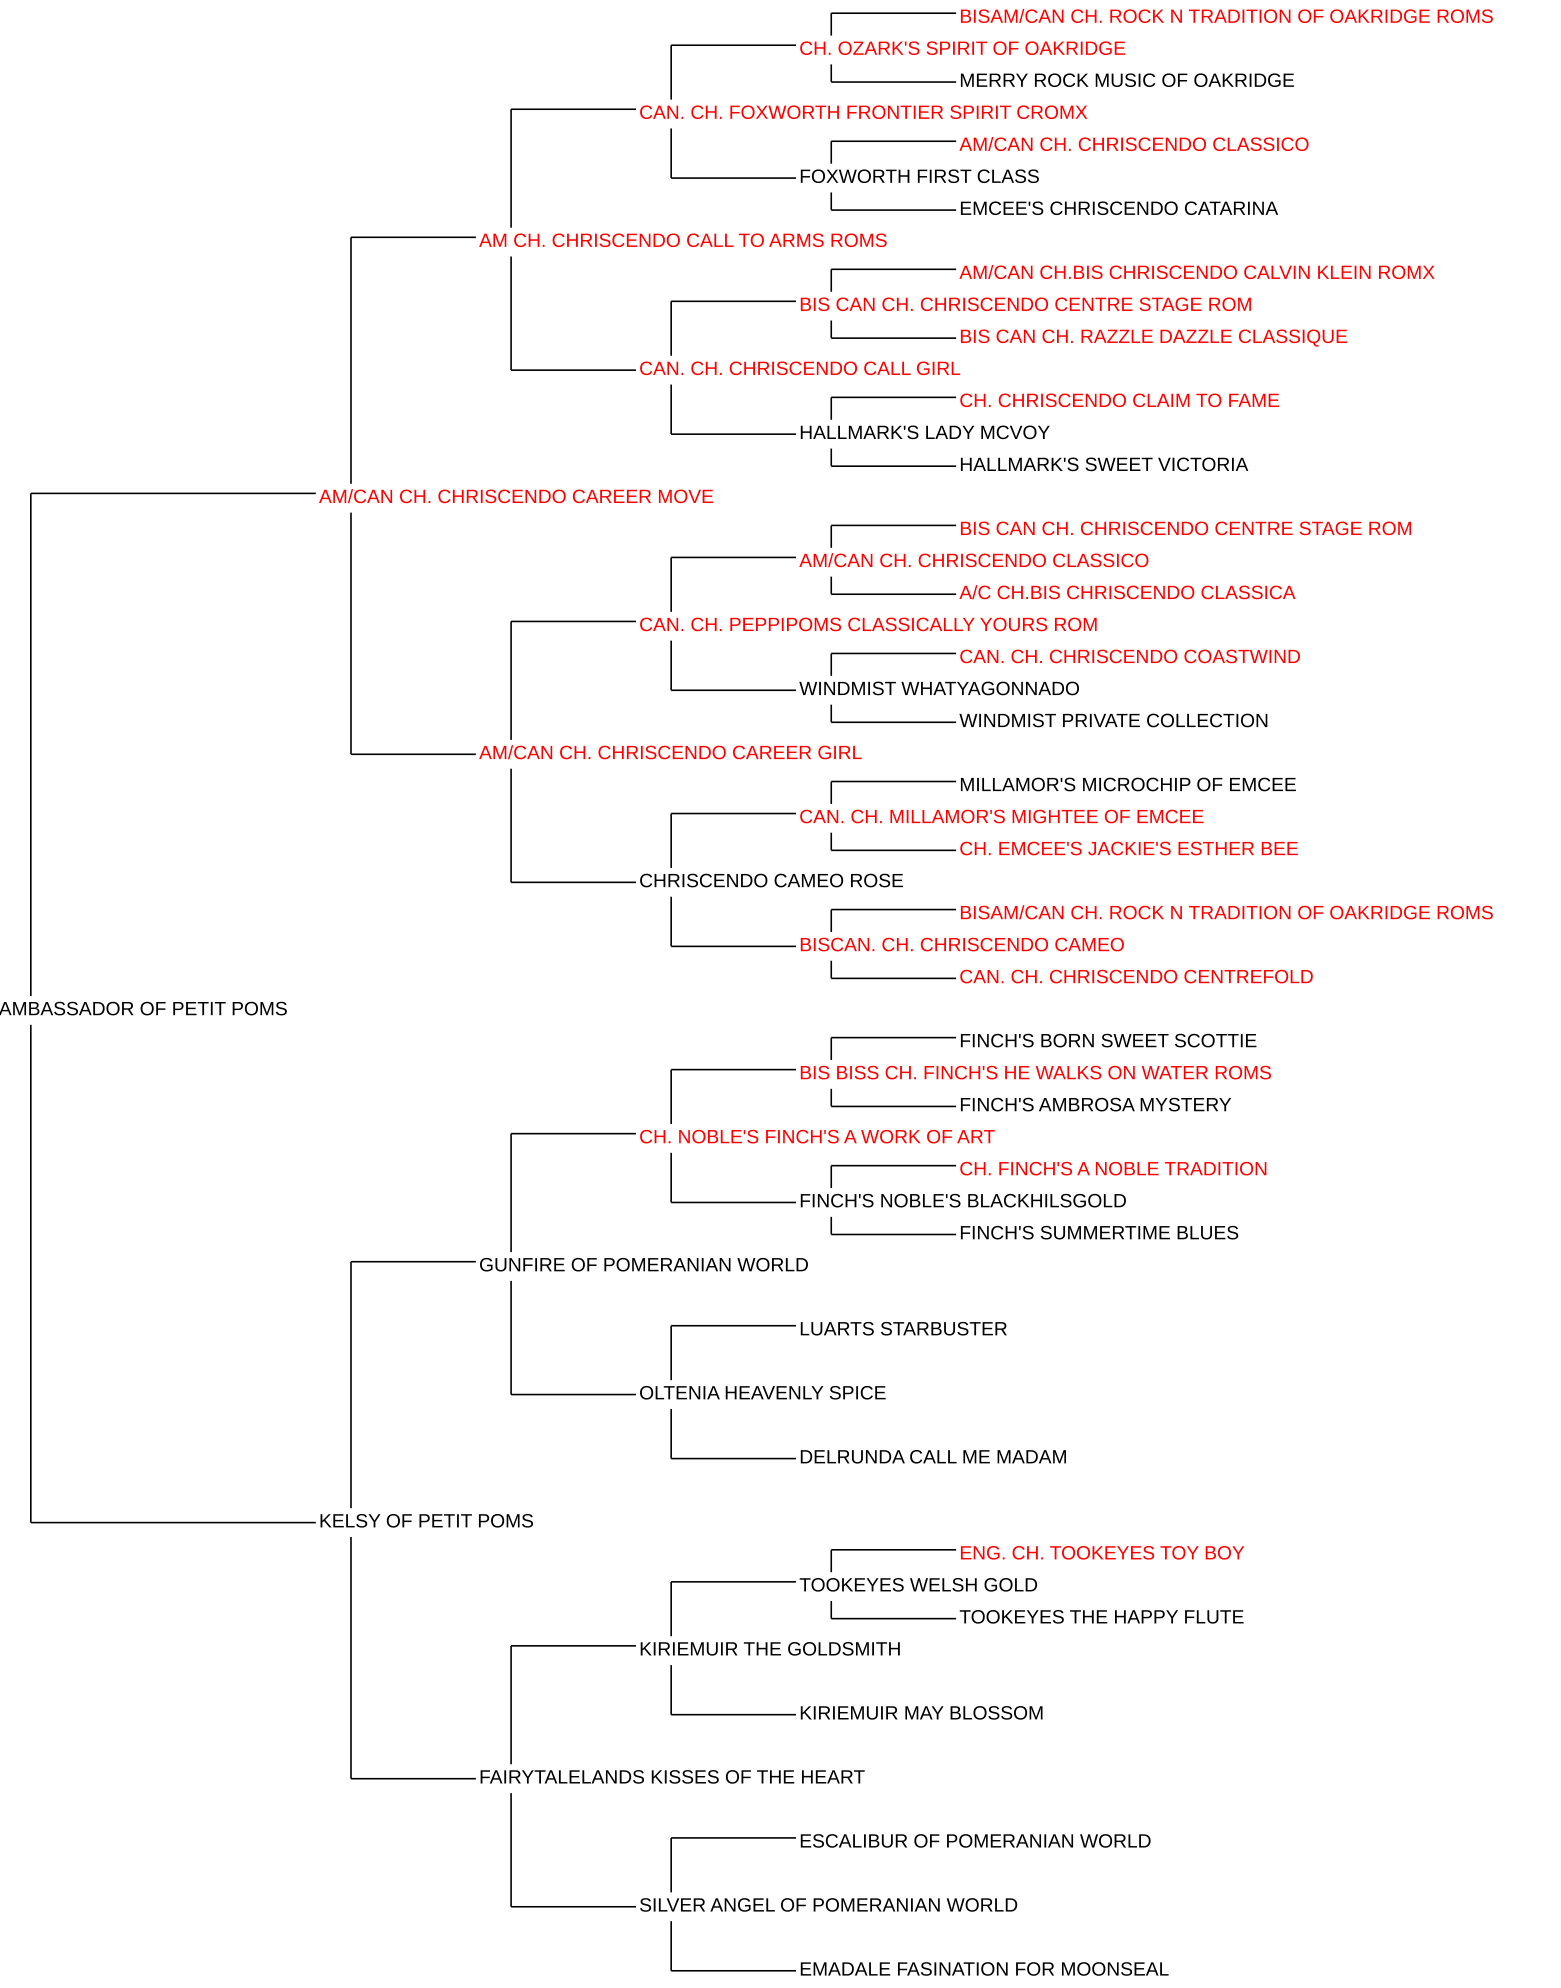 BISAM/CAN CH. ROCK N TRADITION OF OAKRIDGE ROMS
CH. OZARK'S SPIRIT OF OAKRIDGE
MERRY ROCK MUSIC OF OAKRIDGE
CAN. CH. FOXWORTH FRONTIER SPIRIT CROMX
AM/CAN CH. CHRISCENDO CLASSICO
FOXWORTH FIRST CLASS
EMCEE'S CHRISCENDO CATARINA
AM CH. CHRISCENDO CALL TO ARMS ROMS
AM/CAN CH.BIS CHRISCENDO CALVIN KLEIN ROMX
BIS CAN CH. CHRISCENDO CENTRE STAGE ROM
BIS CAN CH. RAZZLE DAZZLE CLASSIQUE
CAN. CH. CHRISCENDO CALL GIRL
CH. CHRISCENDO CLAIM TO FAME
HALLMARK'S LADY MCVOY
HALLMARK'S SWEET VICTORIA
AM/CAN CH. CHRISCENDO CAREER MOVE
BIS CAN CH. CHRISCENDO CENTRE STAGE ROM
AM/CAN CH. CHRISCENDO CLASSICO
A/C CH.BIS CHRISCENDO CLASSICA
CAN. CH. PEPPIPOMS CLASSICALLY YOURS ROM
CAN. CH. CHRISCENDO COASTWIND
WINDMIST WHATYAGONNADO
WINDMIST PRIVATE COLLECTION
AM/CAN CH. CHRISCENDO CAREER GIRL
MILLAMOR'S MICROCHIP OF EMCEE
CAN. CH. MILLAMOR'S MIGHTEE OF EMCEE
CH. EMCEE'S JACKIE'S ESTHER BEE
CHRISCENDO CAMEO ROSE
BISAM/CAN CH. ROCK N TRADITION OF OAKRIDGE ROMS
BISCAN. CH. CHRISCENDO CAMEO
CAN. CH. CHRISCENDO CENTREFOLD
AMBASSADOR OF PETIT POMS
FINCH'S BORN SWEET SCOTTIE
BIS BISS CH. FINCH'S HE WALKS ON WATER ROMS
FINCH'S AMBROSA MYSTERY
CH. NOBLE'S FINCH'S A WORK OF ART
CH. FINCH'S A NOBLE TRADITION
FINCH'S NOBLE'S BLACKHILSGOLD
FINCH'S SUMMERTIME BLUES
GUNFIRE OF POMERANIAN WORLD
LUARTS STARBUSTER
OLTENIA HEAVENLY SPICE
DELRUNDA CALL ME MADAM
KELSY OF PETIT POMS
ENG. CH. TOOKEYES TOY BOY
TOOKEYES WELSH GOLD
TOOKEYES THE HAPPY FLUTE
KIRIEMUIR THE GOLDSMITH
KIRIEMUIR MAY BLOSSOM
FAIRYTALELANDS KISSES OF THE HEART
ESCALIBUR OF POMERANIAN WORLD
SILVER ANGEL OF POMERANIAN WORLD
EMADALE FASINATION FOR MOONSEAL